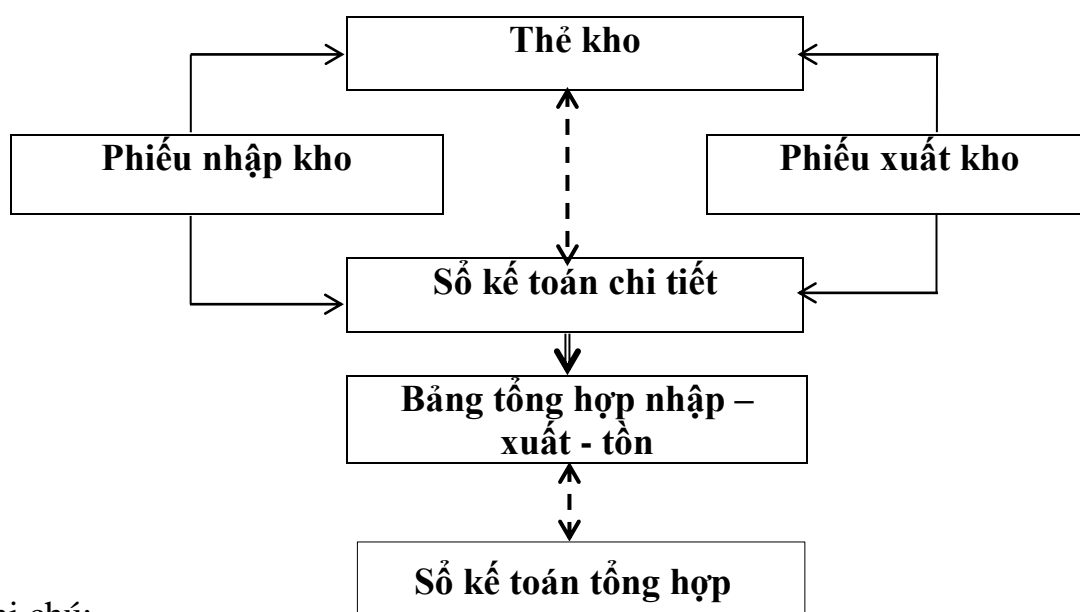 Thẻ kho
Phiếu nhập kho
Phiếu xuất kho
Sổ kế toán chi tiết
Bảng tổng hợp nhập –
xuất - tồn
Sổ kế toán tổng hợp